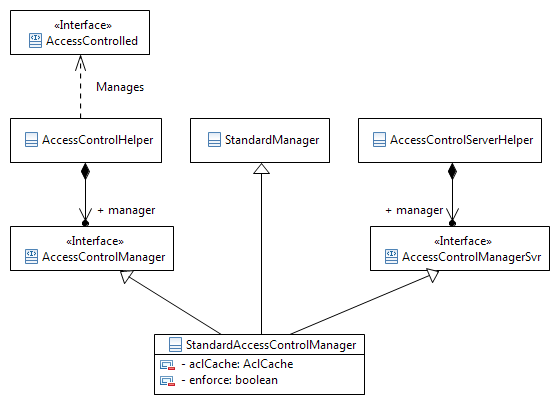 «Interface»
AccessControlled
Manages
AccessControlHelper
StandardManager
AccessControlServerHelper
+ manager
+ manager
«Interface»
AccessControlManager
«Interface»
AccessControlManagerSvr
StandardAccessControlManager
- aclCache: AclCache
- enforce: boolean